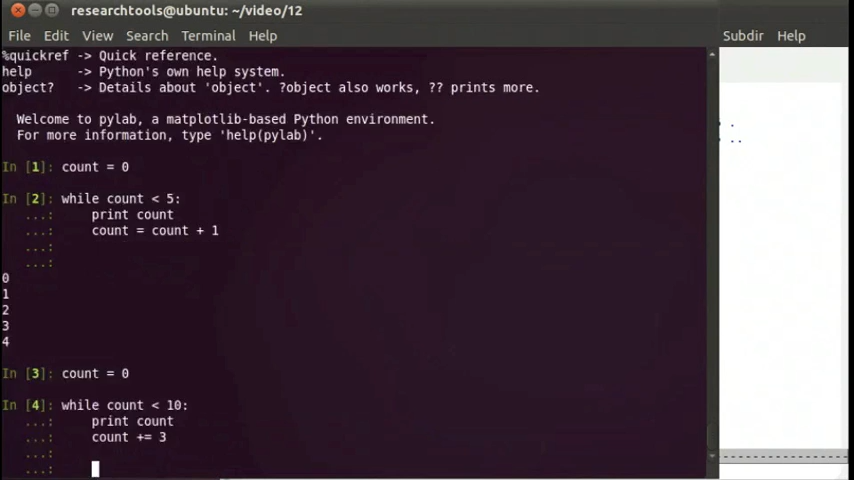 researchtools@ubuntu: ~/video/12
File Edit View Search Terminal Help
Subdir Help
%quickref -> Quick reference.
help      -> Python's own help system.
object?   -> Details about 'object'. ?object also works, ?? prints more.
Welcome to pylab, a matplotlib-based Python environment.
For more information, type 'help(pylab)'.
In [1]: count = 0
In [2]: while count < 5:
   ...:     print count
   ...:     count = count + 1
   ...:
   ...:
0
1
2
3
4
In [3]: count = 0
In [4]: while count < 10:
   ...:     print count
   ...:     count += 3
   ...:
   ...:
.
..